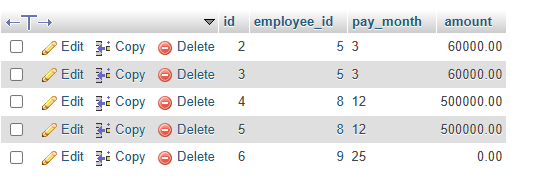 id employee_id pay_month amount
Edit Copy Delete 2 5 3 60000.00
Edit Copy Delete 3 5 3 60000.00
Edit Copy Delete 4 8 12 500000.00
Edit Copy Delete 5 8 12 500000.00
Edit Copy Delete 6 9 25 0.00